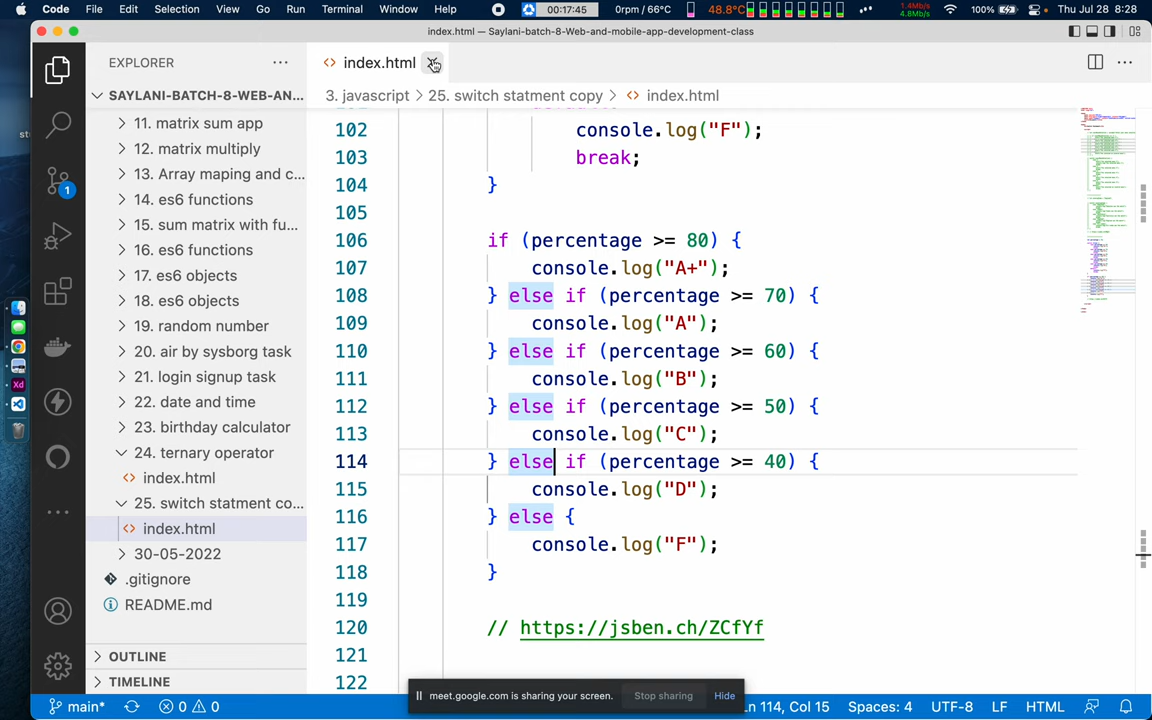 Code File Edit Selection View Go Run Terminal Window Help 00:17:45 0rpm / 66°C 48.8°C 1.4MB/s 4.8MB/s 100% Thu Jul 28 8:28
index.html — Saylani-batch-8-Web-and-mobile-app-development-class
EXPLORER
index.html
SAYLANI-BATCH-8-WEB-AN...
3. javascript > 25. switch statment copy > index.html
11. matrix sum app
12. matrix multiply
13. Array maping and c...
14. es6 functions
15. sum matrix with fu...
16. es6 functions
17. es6 objects
18. es6 objects
19. random number
20. air by sysborg task
21. login signup task
22. date and time
23. birthday calculator
24. ternary operator
index.html
25. switch statment co...
index.html
30-05-2022
.gitignore
README.md
OUTLINE
TIMELINE
102 console.log("F");
103 break;
104 }
105
106 if (percentage >= 80) {
107 console.log("A+");
108 } else if (percentage >= 70) {
109 console.log("A");
110 } else if (percentage >= 60) {
111 console.log("B");
112 } else if (percentage >= 50) {
113 console.log("C");
114 } else if (percentage >= 40) {
115 console.log("D");
116 } else {
117 console.log("F");
118 }
119
120 // https://jsben.ch/ZCfYf
121
122
1
meet.google.com is sharing your screen. Stop sharing Hide
main* 0 0 Ln 114, Col 15 Spaces: 4 UTF-8 LF HTML